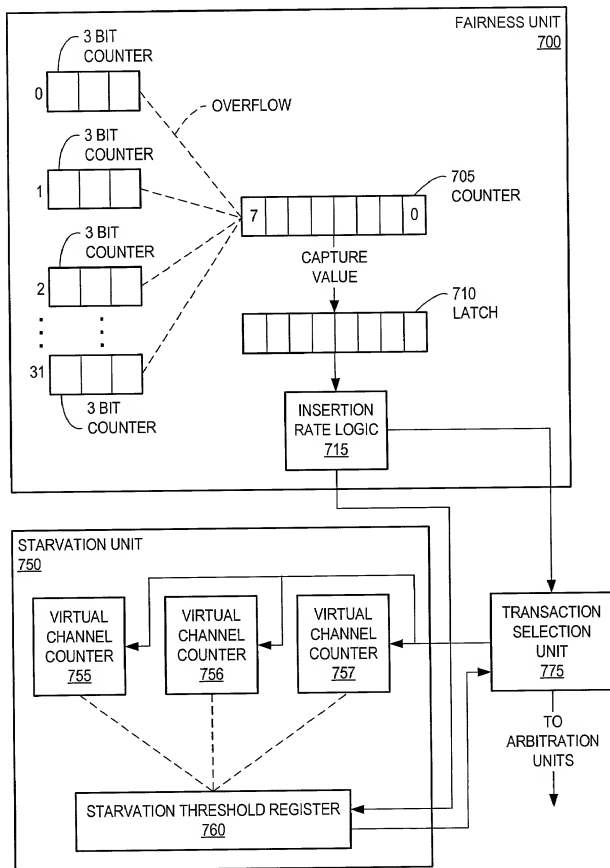 FAIRNESS UNIT
700
3 BIT
COUNTER
0
OVERFLOW
3 BIT
COUNTER
1
705
COUNTER
7
0
3 BIT
COUNTER
2
CAPTURE
VALUE
710
LATCH
31
3 BIT
COUNTER
INSERTION
RATE LOGIC
715
STARVATION UNIT
750
VIRTUAL
CHANNEL
COUNTER
755
VIRTUAL
CHANNEL
COUNTER
756
VIRTUAL
CHANNEL
COUNTER
757
TRANSACTION
SELECTION
UNIT
775
TO
ARBITRATION
UNITS
STARVATION THRESHOLD REGISTER
760